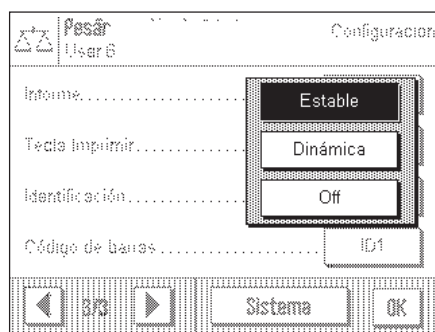 Pesar Configuracion
User 6
Informe
Estable
Tecla Imprimir
Dinámica
Identificación
Off
Código de barras ID1
3/3 Sistema OK